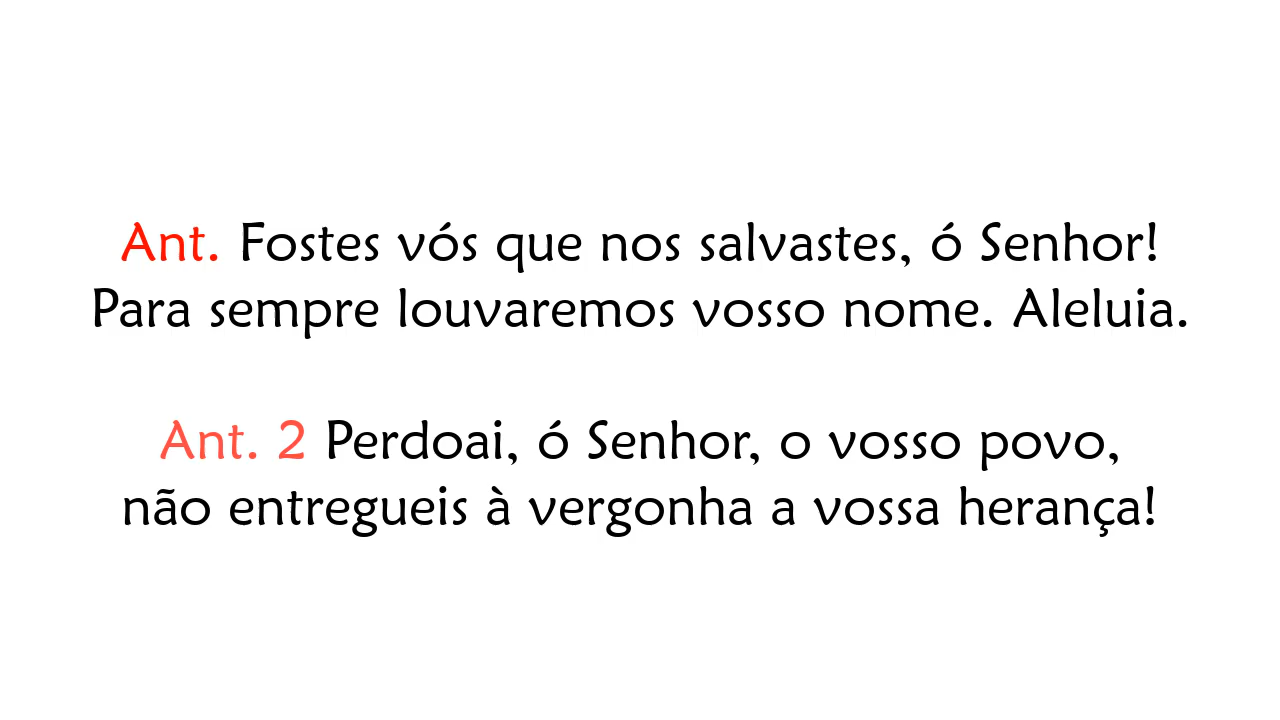 Ant. Fostes vós que nos salvastes, ó Senhor!
Para sempre louvaremos vosso nome. Aleluia.
Ant. 2 Perdoai, ó Senhor, o vosso povo,
não entregueis à vergonha a vossa herança!